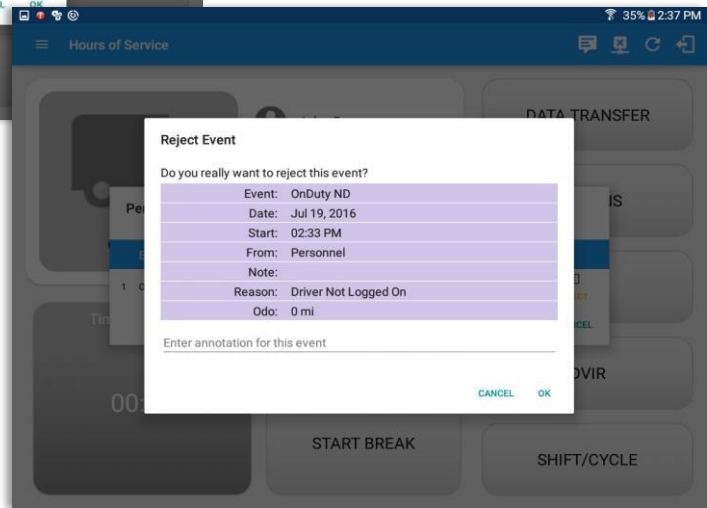 OK
35% 2:37 PM
Hours of Service
DATA TRANSFER
Reject Event
Do you really want to reject this event?
Event: OnDuty ND
Date: Jul 19, 2016
Start: 02:33 PM
From: Personnel
Note:
Reason: Driver Not Logged On
Odo: 0 mi
Enter annotation for this event
CANCEL OK
1
00:
START BREAK
SHIFT/CYCLE